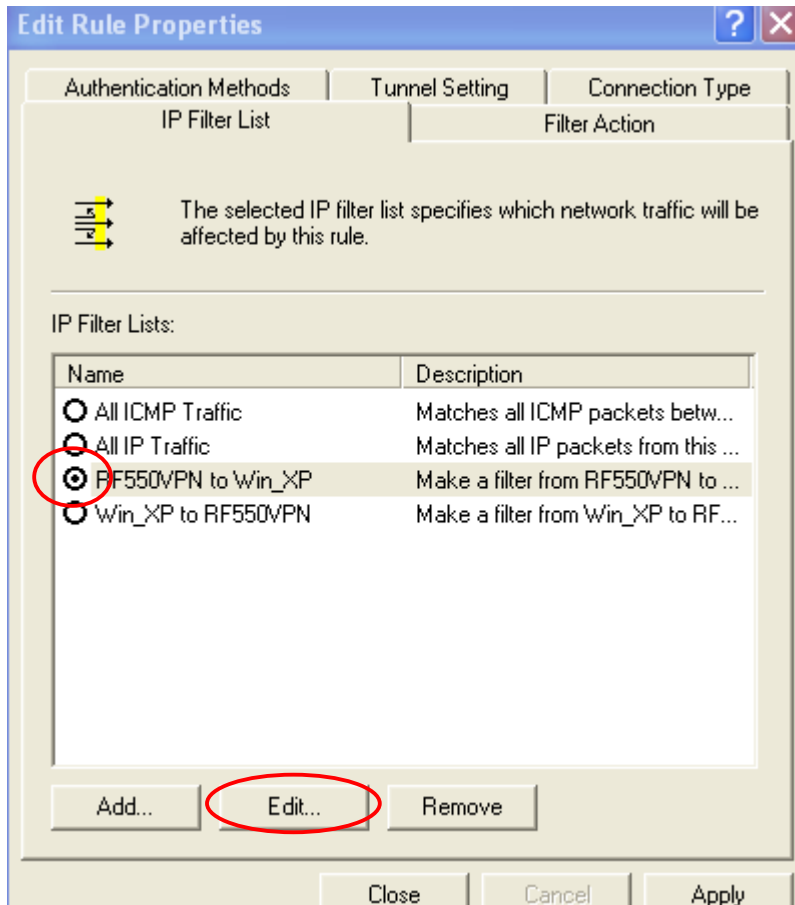 Edit Rule Properties
?
Authentication Methods
Tunnel Setting
Connection Type
IP Filter List
Filter Action
The selected IP filter list specifies which network traffic will be
affected by this rule.
IP Filter Lists:
Name Description
All ICMP Traffic Matches all ICMP packets betw...
All IP Traffic Matches all IP packets from this ...
RF550VPN to Win_XP Make a filter from RF550VPN to ...
Win_XP to RF550VPN Make a filter from Win_XP to RF...
Add... Edit... Remove
Close Cancel Apply